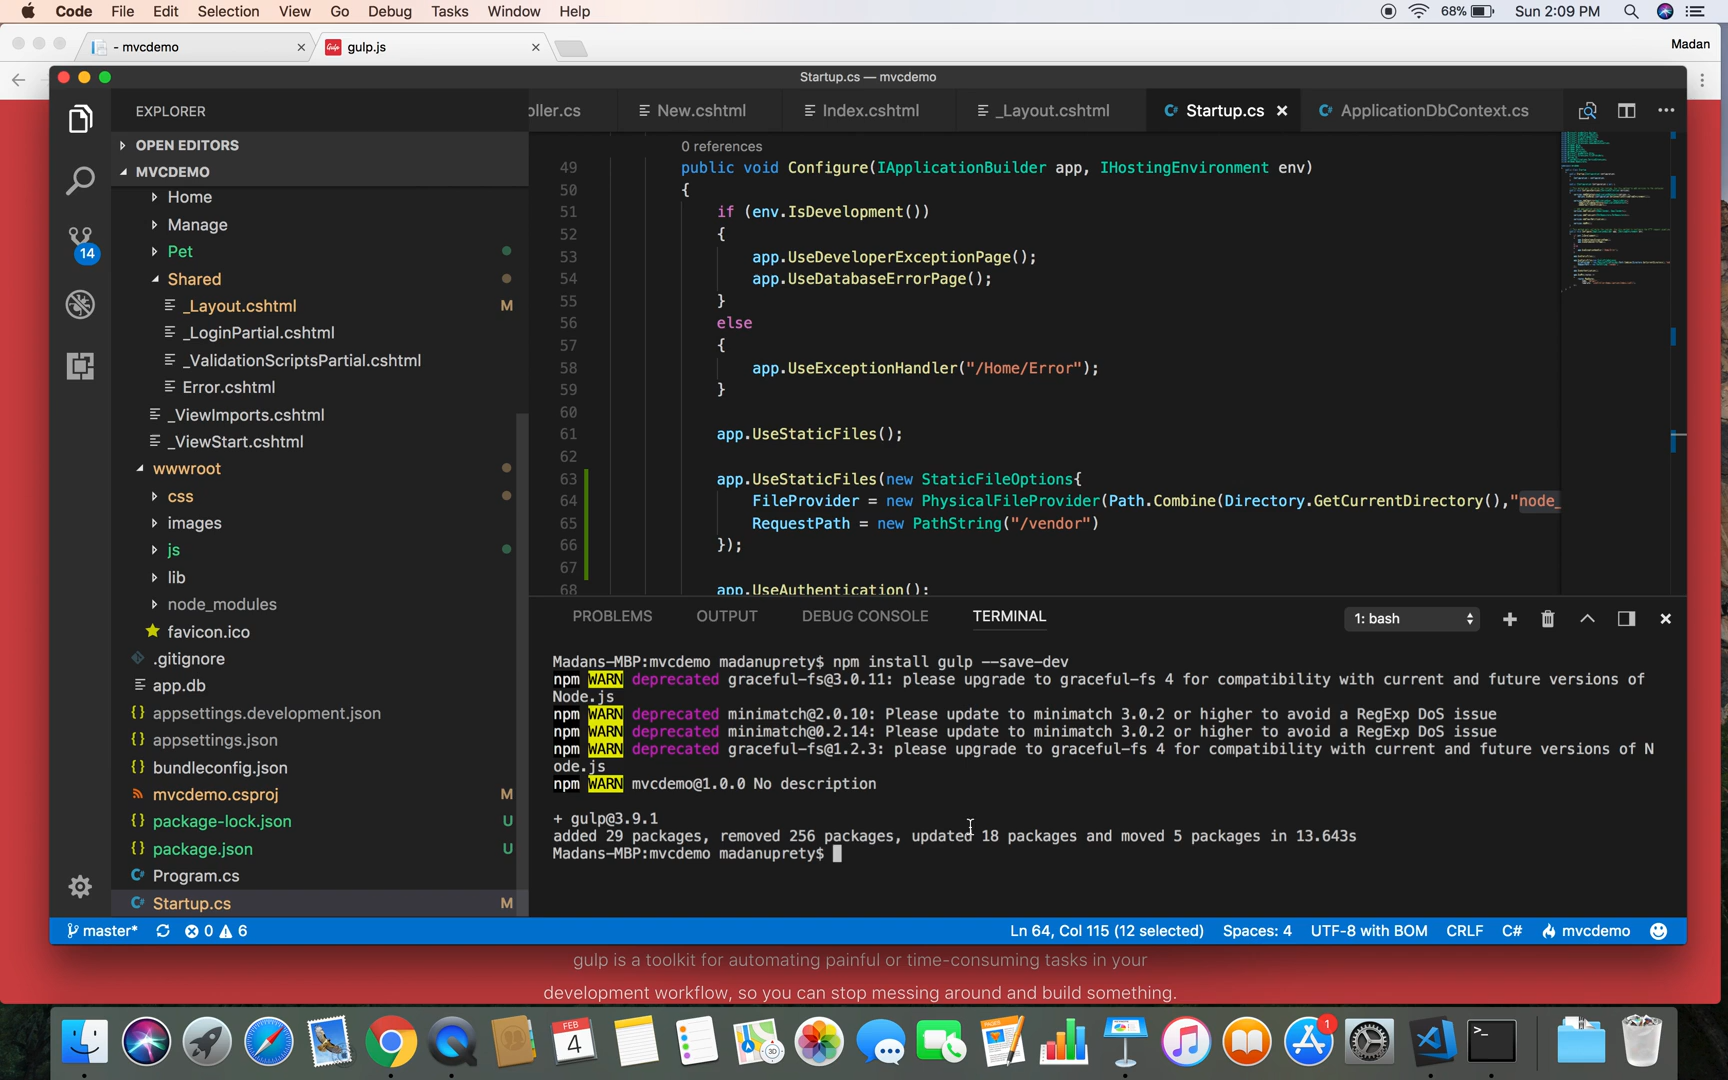 Code File Edit Selection View Go Debug Tasks Window Help 68% Sun 2:09 PM
- mvcdemo gulp.js Madan
Startup.cs — mvcdemo
EXPLORER oller.cs New.cshtml Index.cshtml _Layout.cshtml Startup.cs ApplicationDbContext.cs
OPEN EDITORS
MVCDEMO
Home
Manage
Pet
Shared
_Layout.cshtml M
_LoginPartial.cshtml
_ValidationScriptsPartial.cshtml
Error.cshtml
_ViewImports.cshtml
_ViewStart.cshtml
wwwroot
css
images
js
lib
node_modules
favicon.ico
.gitignore
app.db
{} appsettings.development.json
{} appsettings.json
{} bundleconfig.json
mvcdemo.csproj M
{} package-lock.json U
{} package.json U
C# Program.cs
C# Startup.cs M
14
0 references
49 public void Configure(IApplicationBuilder app, IHostingEnvironment env)
50 {
51 if (env.IsDevelopment())
52 {
53 app.UseDeveloperExceptionPage();
54 app.UseDatabaseErrorPage();
55 }
56 else
57 {
58 app.UseExceptionHandler("/Home/Error");
59 }
60
61 app.UseStaticFiles();
62
63 app.UseStaticFiles(new StaticFileOptions{
64 FileProvider = new PhysicalFileProvider(Path.Combine(Directory.GetCurrentDirectory(),"node_
65 RequestPath = new PathString("/vendor")
66 });
67
68 app.UseAuthentication();
PROBLEMS OUTPUT DEBUG CONSOLE TERMINAL 1: bash
Madans-MBP:mvcdemo madanuprety$ npm install gulp --save-dev
npm WARN deprecated graceful-fs@3.0.11: please upgrade to graceful-fs 4 for compatibility with current and future versions of
Node.js
npm WARN deprecated minimatch@2.0.10: Please update to minimatch 3.0.2 or higher to avoid a RegExp DoS issue
npm WARN deprecated minimatch@0.2.14: Please update to minimatch 3.0.2 or higher to avoid a RegExp DoS issue
npm WARN deprecated graceful-fs@1.2.3: please upgrade to graceful-fs 4 for compatibility with current and future versions of N
ode.js
npm WARN mvcdemo@1.0.0 No description
+ gulp@3.9.1
added 29 packages, removed 256 packages, updated 18 packages and moved 5 packages in 13.643s
Madans-MBP:mvcdemo madanuprety$
master* 0 6 Ln 64, Col 115 (12 selected) Spaces: 4 UTF-8 with BOM CRLF C# mvcdemo
gulp is a toolkit for automating painful or time-consuming tasks in your
development workflow, so you can stop messing around and build something.
FEB
4
1